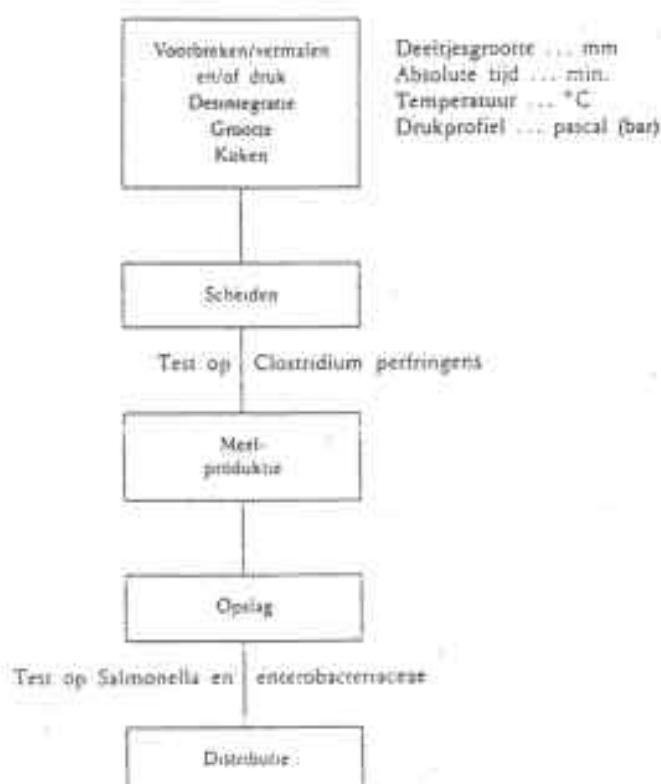 Voorbreken/vermalen
en/of druk
Desintegratie
Grootte
Koken
Deeltjesgrootte ... mm
Absolute tijd ... min.
Temperatuur ... °C
Drukprofiel ... pascal (bar)
Scheiden
Test op Clostridium perfringens
Meel-
produktie
Opslag
Test op Salmonella en enterobacteriaceae
Distributie